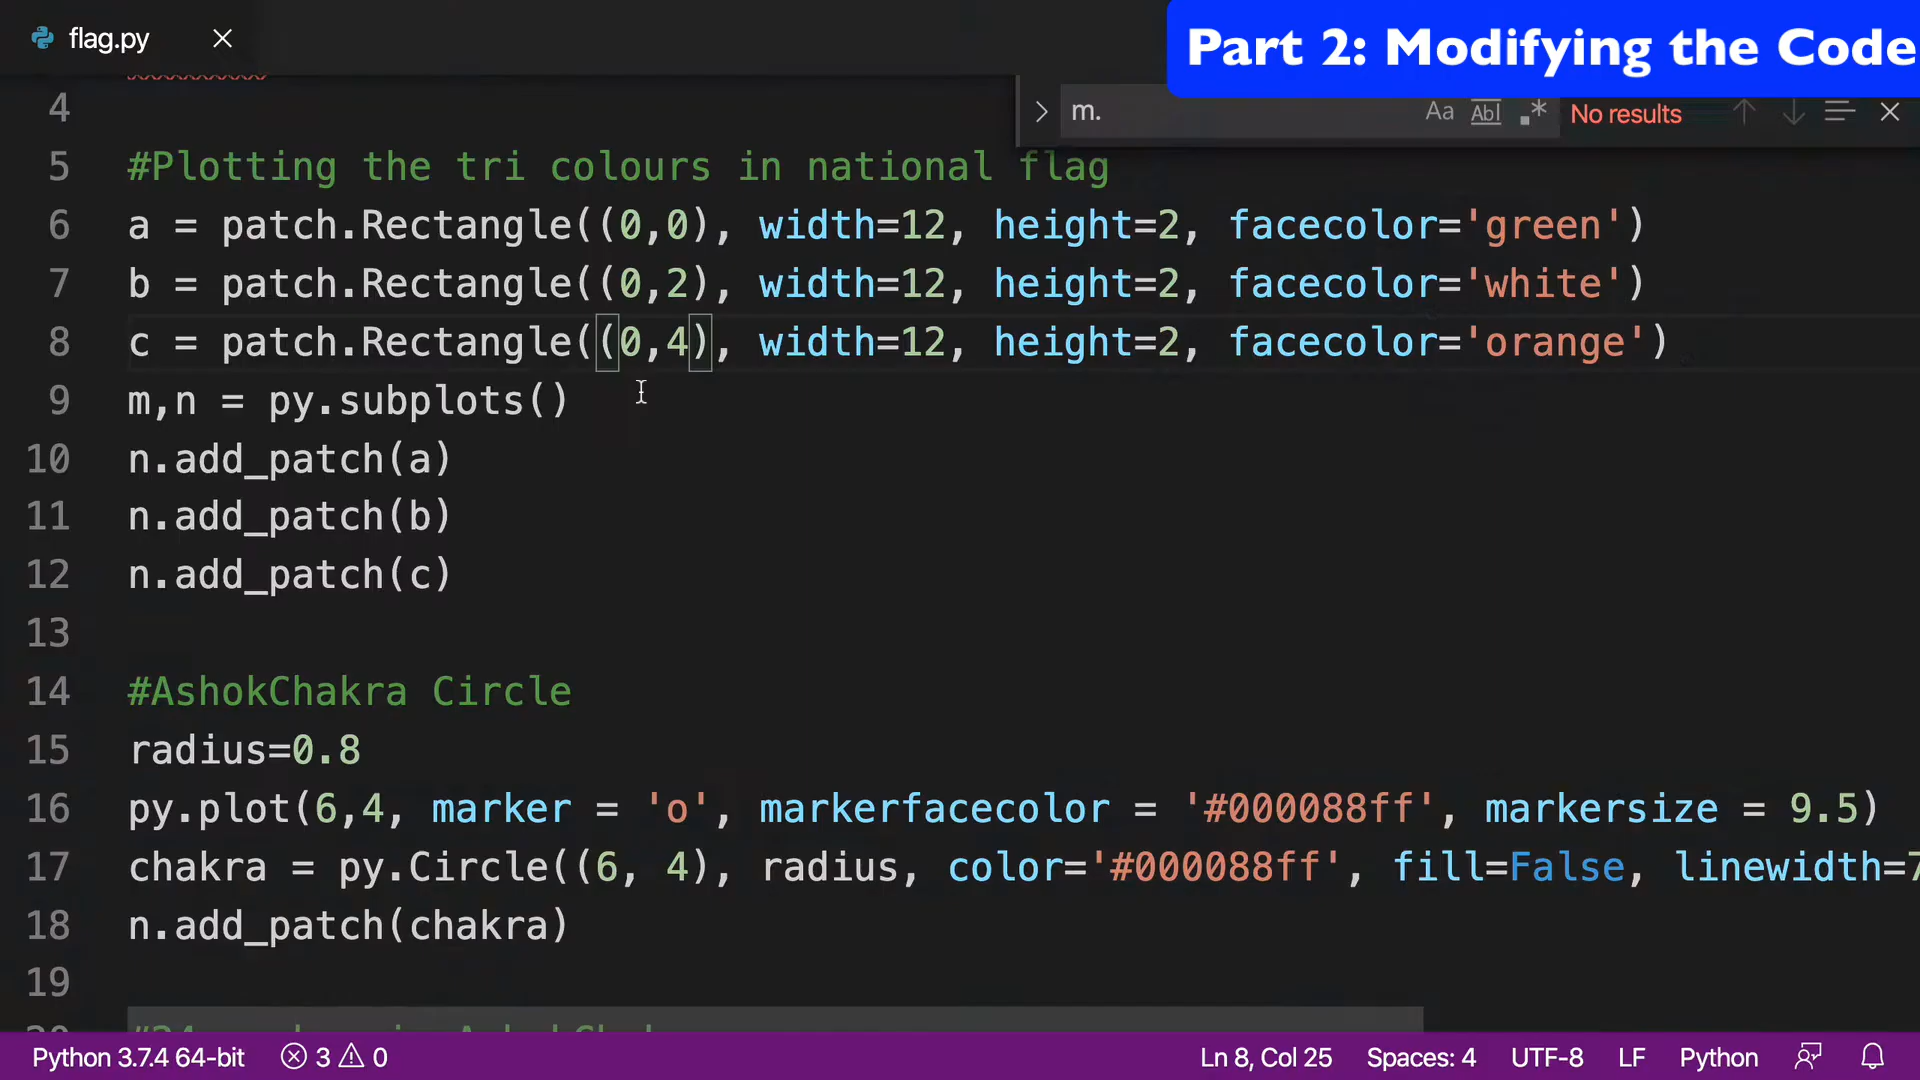 flag.py
Part 2: Modifying the Code
m.
Aa Abl .* No results
4
5 #Plotting the tri colours in national flag
6 a = patch.Rectangle((0,0), width=12, height=2, facecolor='green')
7 b = patch.Rectangle((0,2), width=12, height=2, facecolor='white')
8 c = patch.Rectangle((0,4), width=12, height=2, facecolor='orange')
9 m,n = py.subplots()
10 n.add_patch(a)
11 n.add_patch(b)
12 n.add_patch(c)
13
14 #AshokChakra Circle
15 radius=0.8
16 py.plot(6,4, marker = 'o', markerfacecolor = '#000088ff', markersize = 9.5)
17 chakra = py.Circle((6, 4), radius, color='#000088ff', fill=False, linewidth=7
18 n.add_patch(chakra)
19
Python 3.7.4 64-bit 3 0 Ln 8, Col 25 Spaces: 4 UTF-8 LF Python